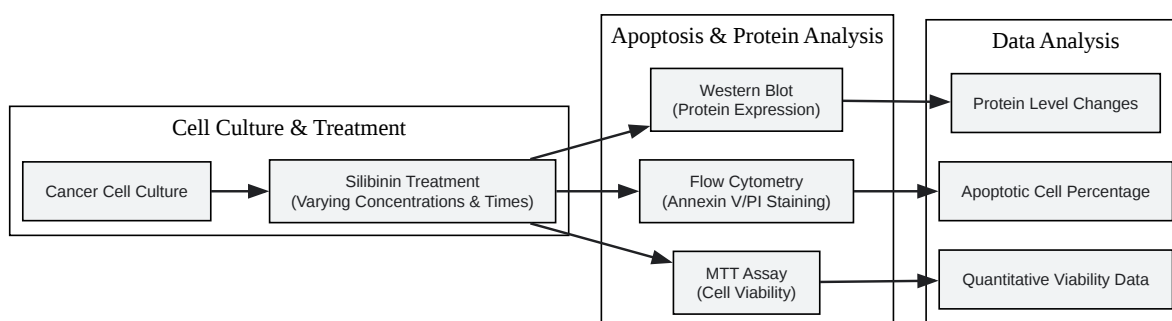 Cell Culture & Treatment
Cancer Cell Culture
Silibinin Treatment
(Varying Concentrations & Times)
Apoptosis & Protein Analysis
Western Blot
(Protein Expression)
Flow Cytometry
(Annexin V/PI Staining)
MTT Assay
(Cell Viability)
Data Analysis
Protein Level Changes
Apoptotic Cell Percentage
Quantitative Viability Data